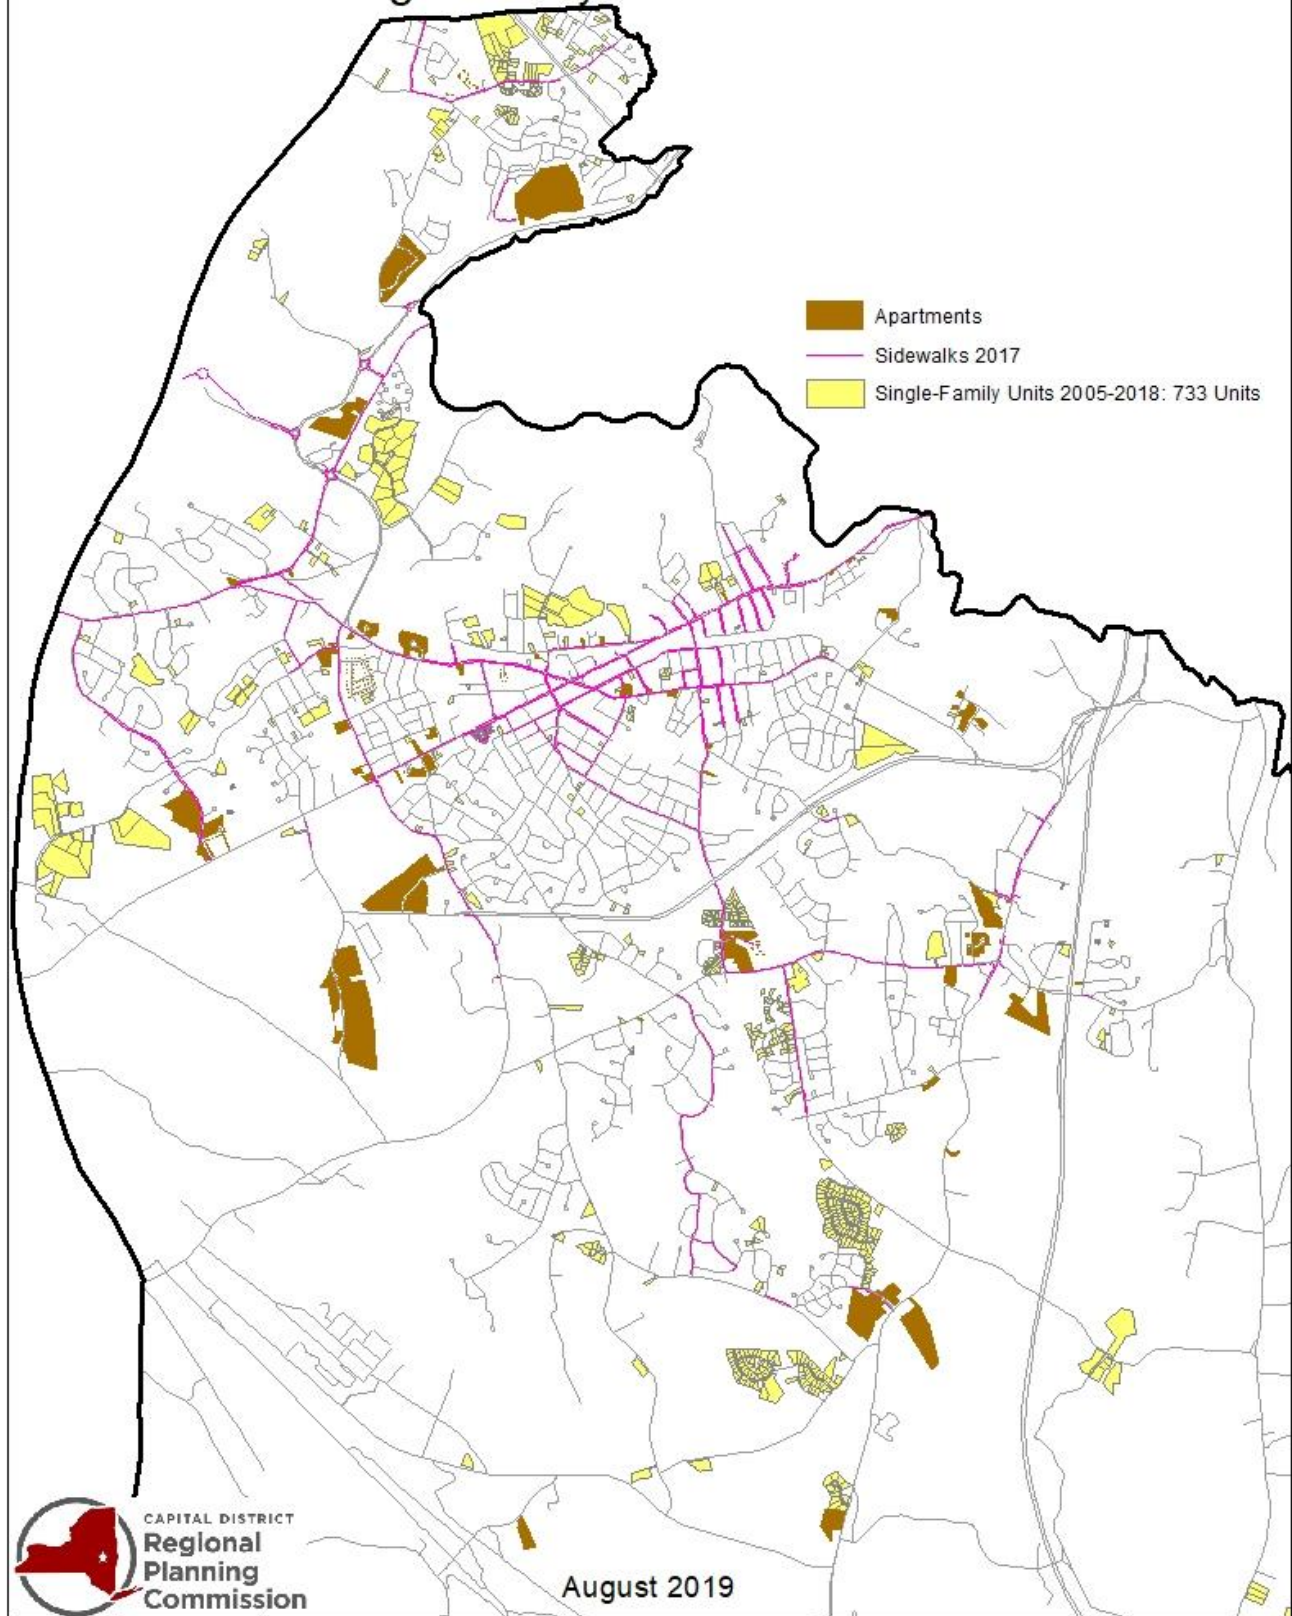 Apartments
Sidewalks 2017
Single-Family Units 2005-2018: 733 Units
CAPITAL DISTRICT
Regional
Planning
Commission
August 2019